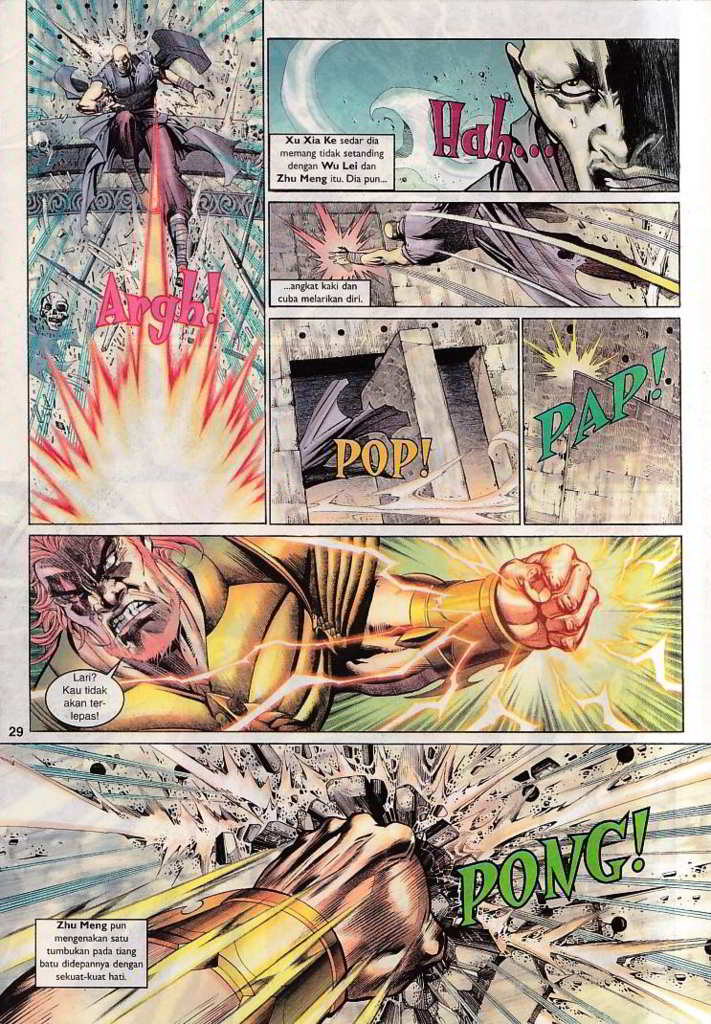 Argh!
Xu Xia Ke sedar dia
memang tidak setanding
dengan Wu Lei dan
Zhu Meng itu. Dia pun...
Hah...
...angkat kaki dan
cuba melarikan diri.
POP!
PAP!
Lari?
Kau tidak
akan ter-
lepas!
29
PONG!
Zhu Meng pun
mengenakan satu
tumbukan pada tiang
batu didepannya dengan
sekuat-kuat hati.